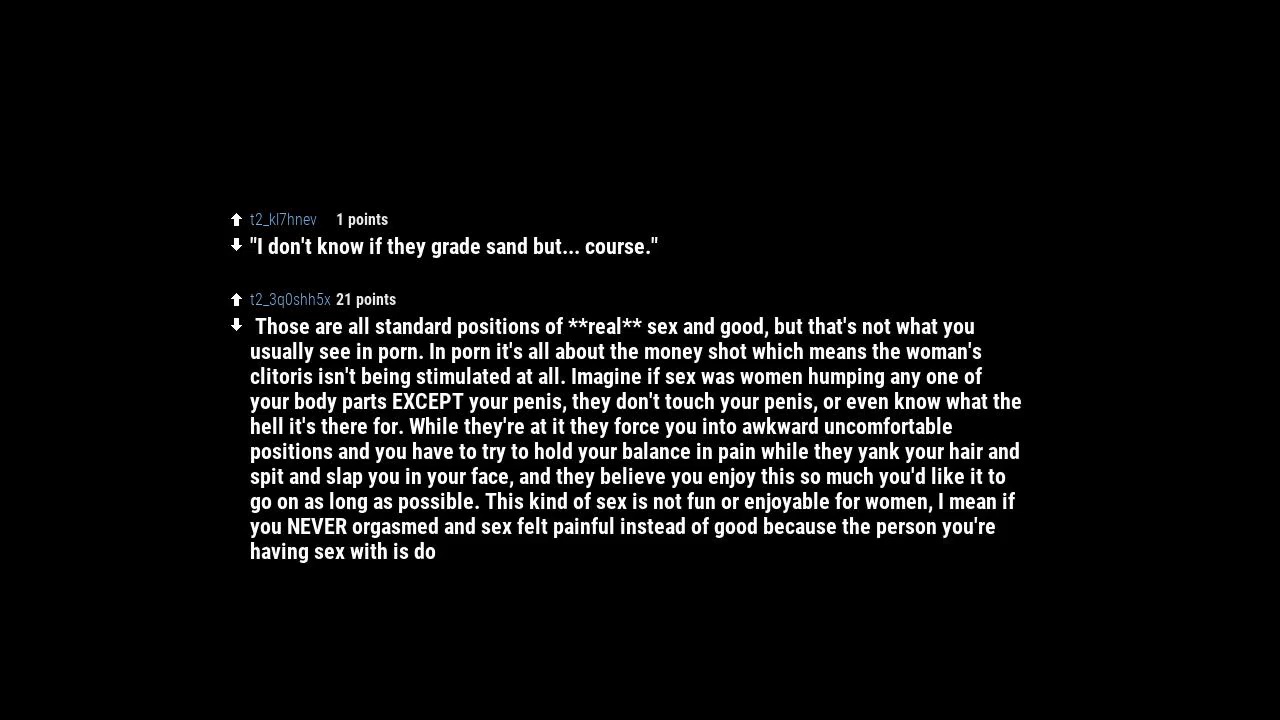 t2_kl7hnev 1 points
"I don't know if they grade sand but... course."
t2_3q0shh5x 21 points
Those are all standard positions of **real** sex and good, but that's not what you
usually see in porn. In porn it's all about the money shot which means the woman's
clitoris isn't being stimulated at all. Imagine if sex was women humping any one of
your body parts EXCEPT your penis, they don't touch your penis, or even know what the
hell it's there for. While they're at it they force you into awkward uncomfortable
positions and you have to try to hold your balance in pain while they yank your hair and
spit and slap you in your face, and they believe you enjoy this so much you'd like it to
go on as long as possible. This kind of sex is not fun or enjoyable for women, I mean if
you NEVER orgasmed and sex felt painful instead of good because the person you're
having sex with is do